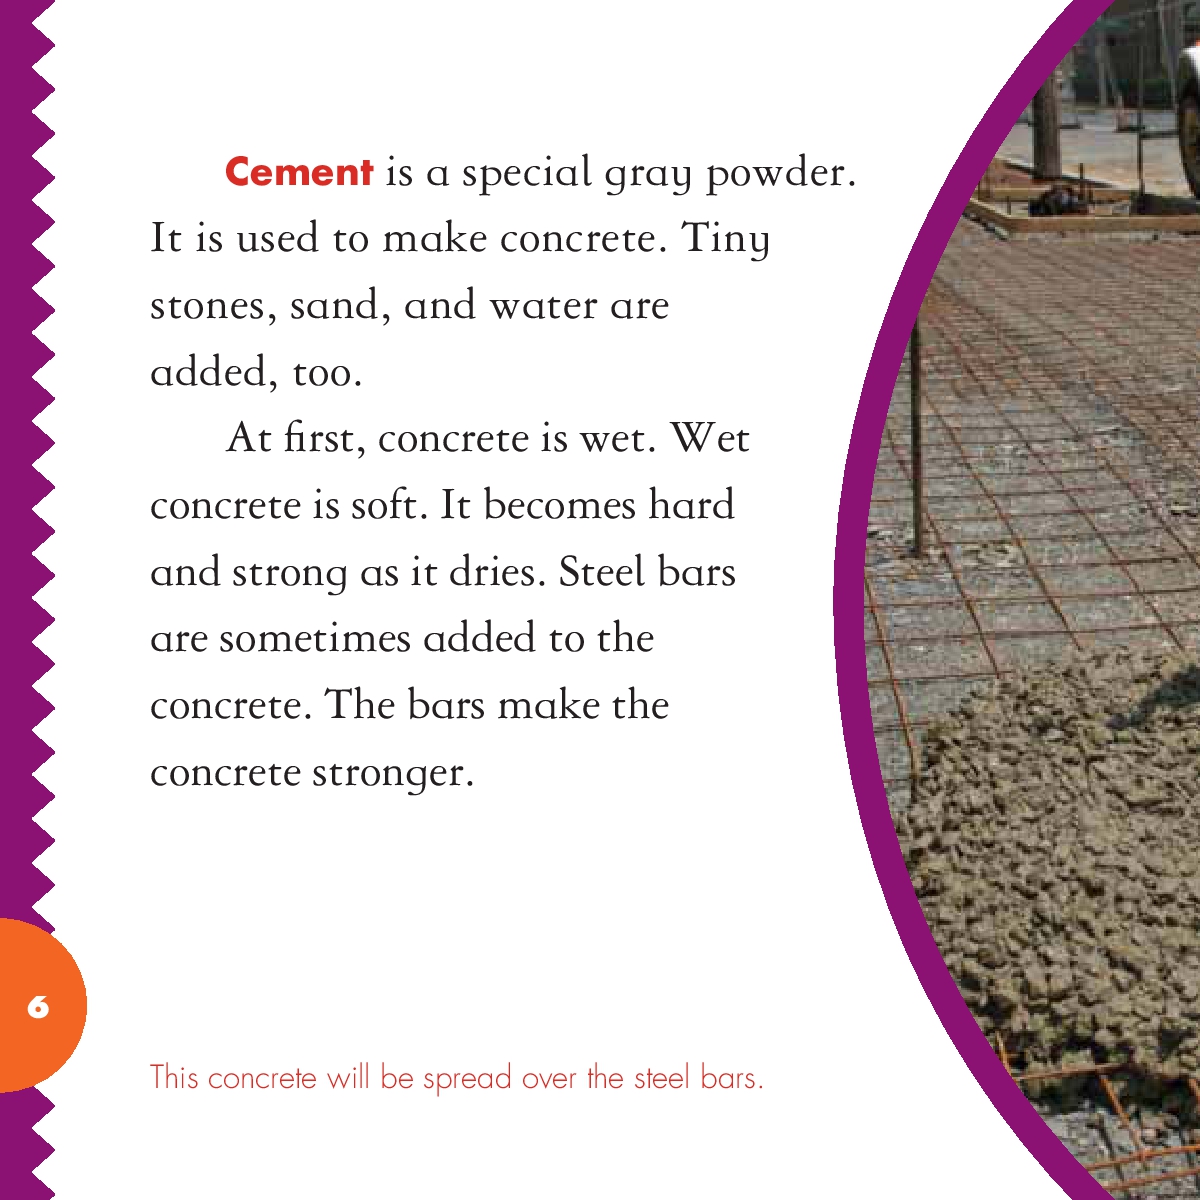 Cement is a special gray powder.
It is used to make concrete. Tiny
stones, sand, and water are
added, too.
At first, concrete is wet. Wet
concrete is soft. It becomes hard
and strong as it dries. Steel bars
are sometimes added to the
concrete. The bars make the
concrete stronger.
6
This concrete will be spread over the steel bars.